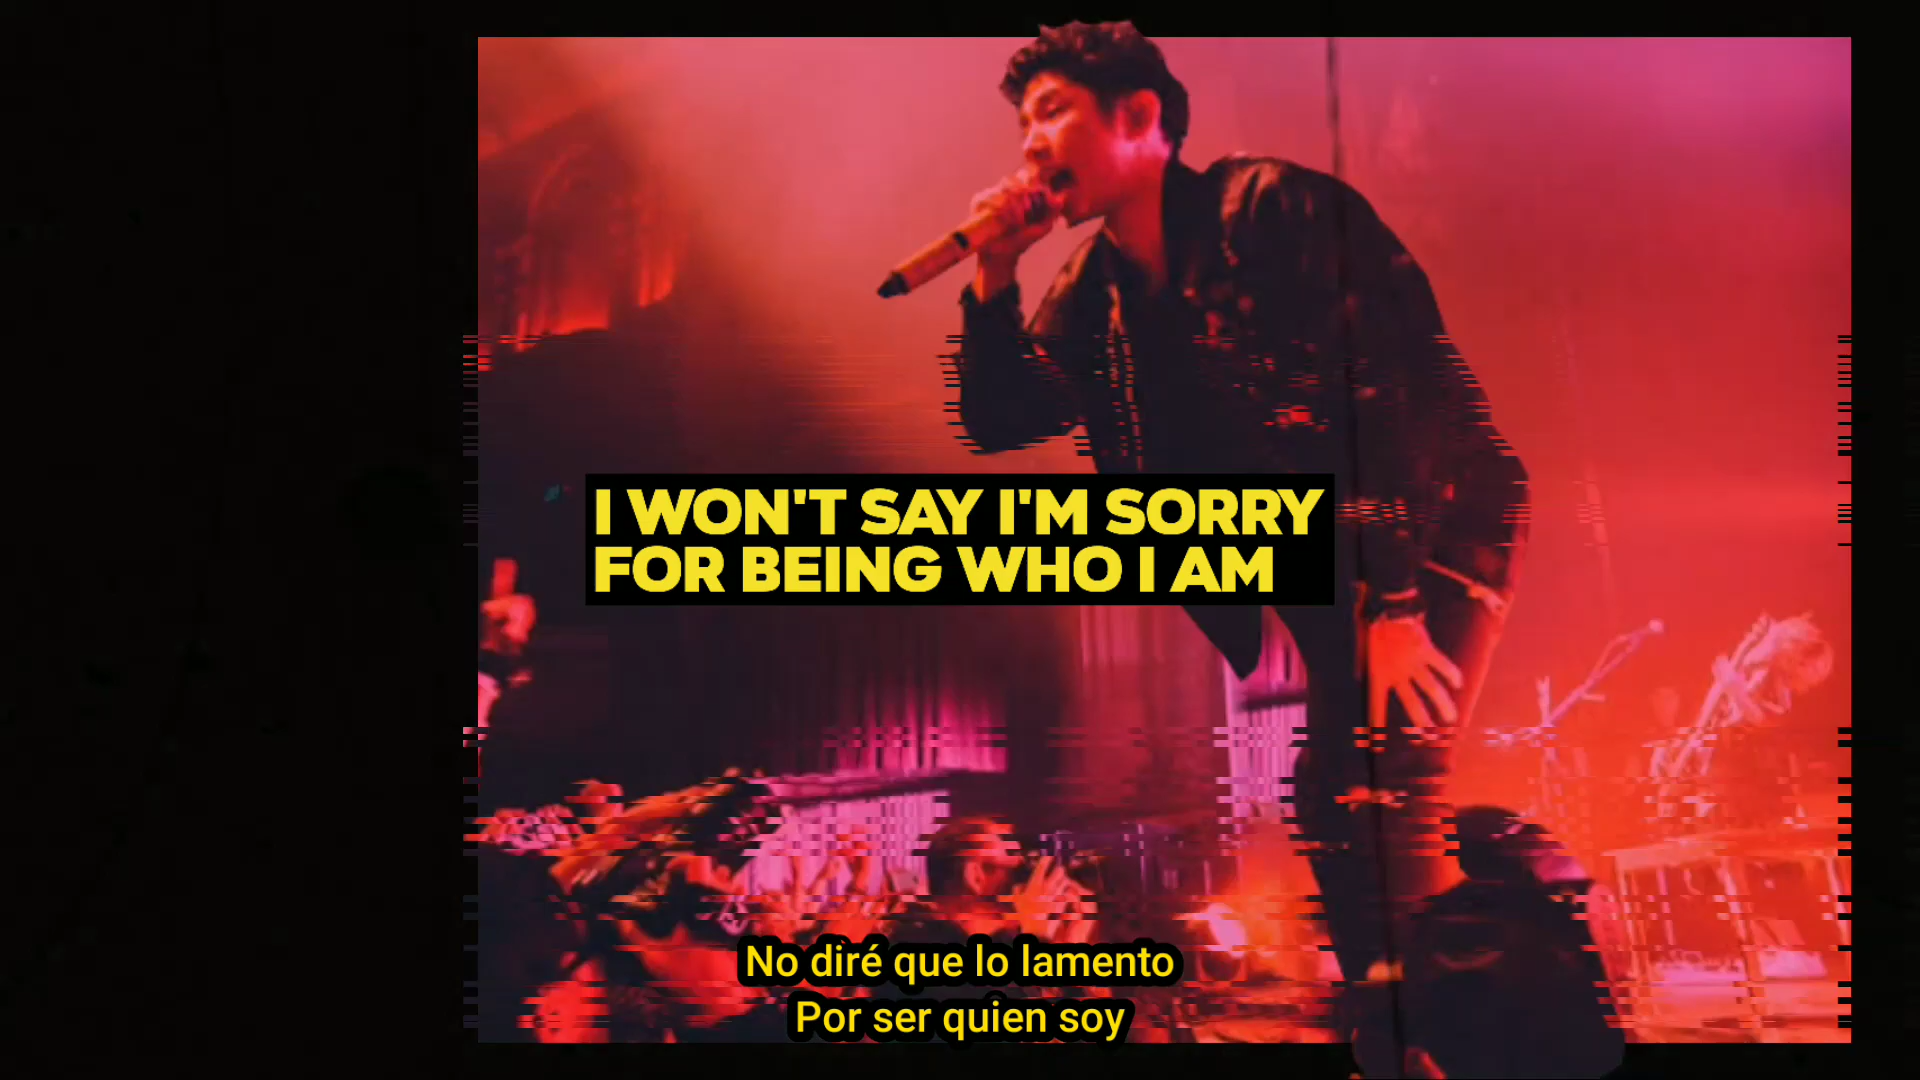 I WON'T SAY I'M SORRY
FOR BEING WHO I AM
No diré que lo lamento
Por ser quien soy